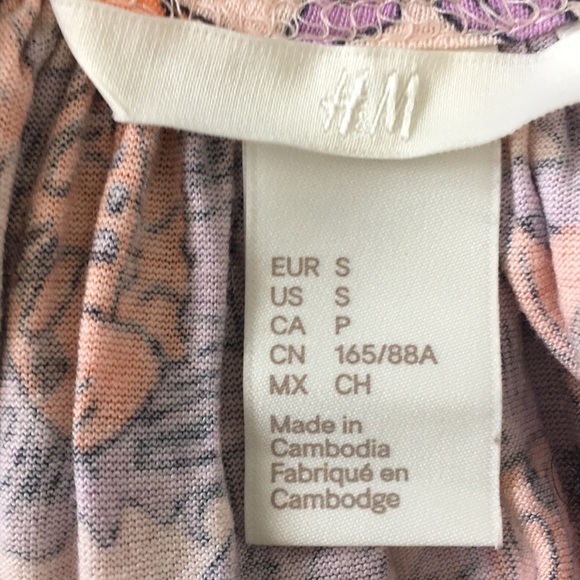 H&M
EUR S
US S
CA P
CN 165/88A
MX CH
Made in
Cambodia
Fabriqué en
Cambodge